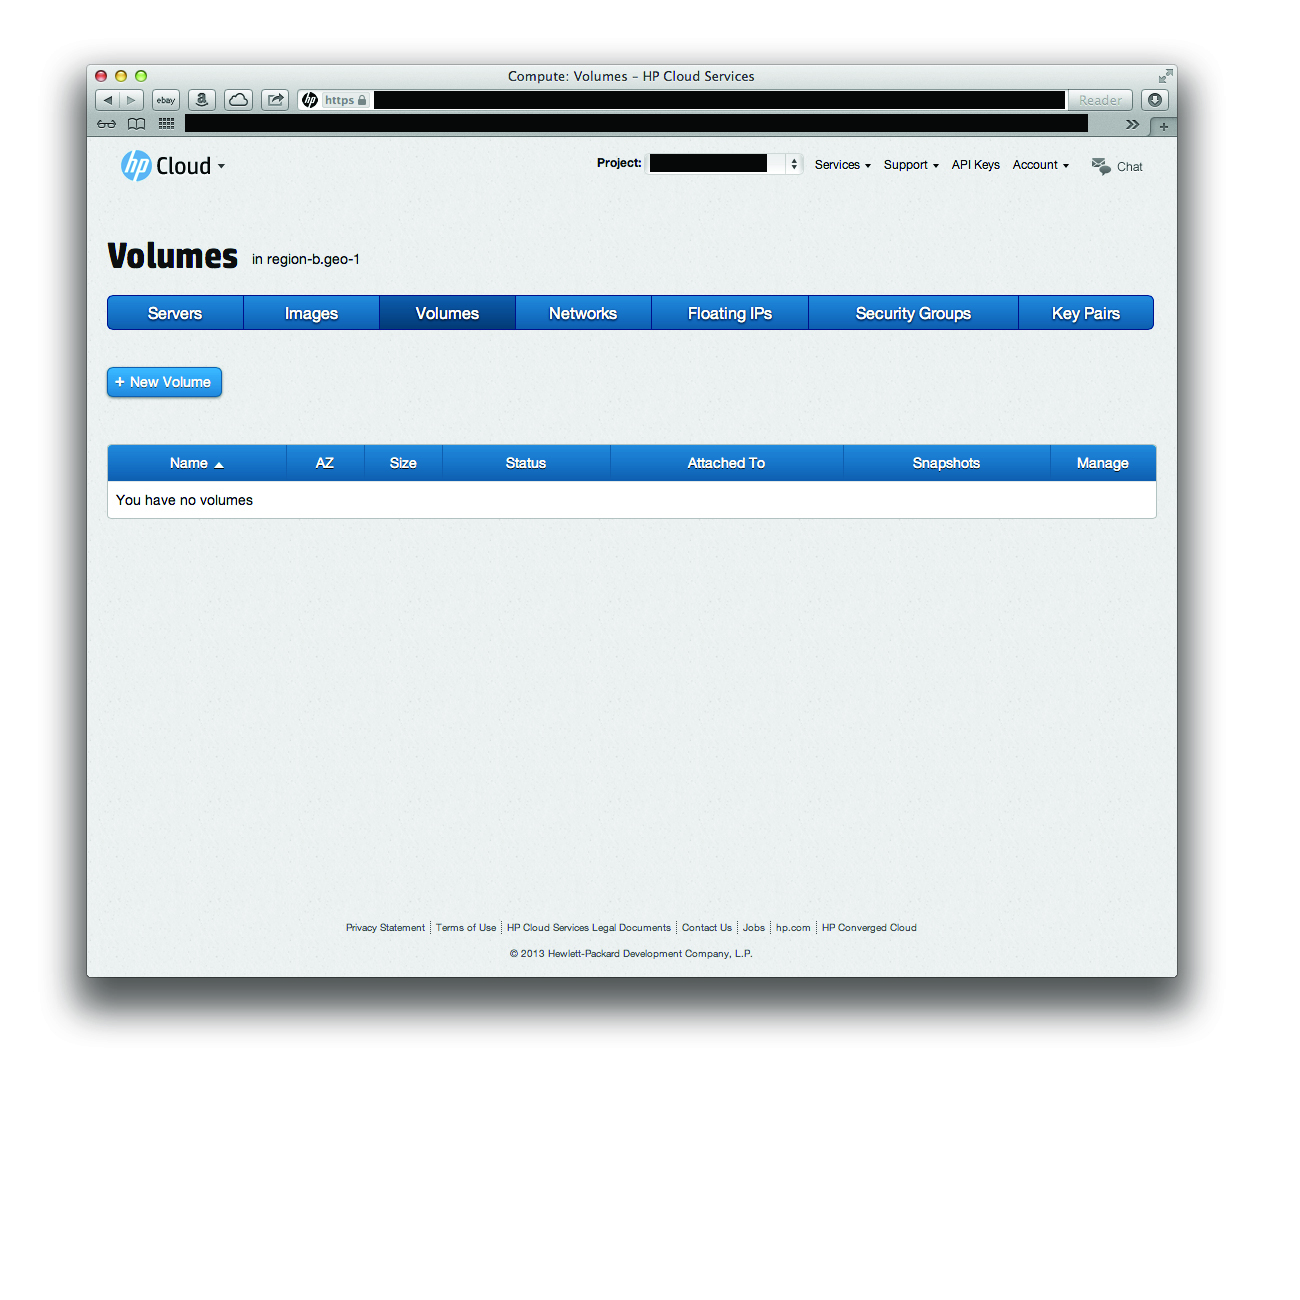 Compute: Volumes – HP Cloud Services
ebay a hp https Reader
hp Cloud Project: Services Support API Keys Account Chat
Volumes in region-b.geo-1
Servers Images Volumes Networks Floating IPs Security Groups Key Pairs
+ New Volume
Name AZ Size Status Attached To Snapshots Manage
You have no volumes
Privacy Statement Terms of Use HP Cloud Services Legal Documents Contact Us Jobs hp.com HP Converged Cloud
© 2013 Hewlett-Packard Development Company, L.P.